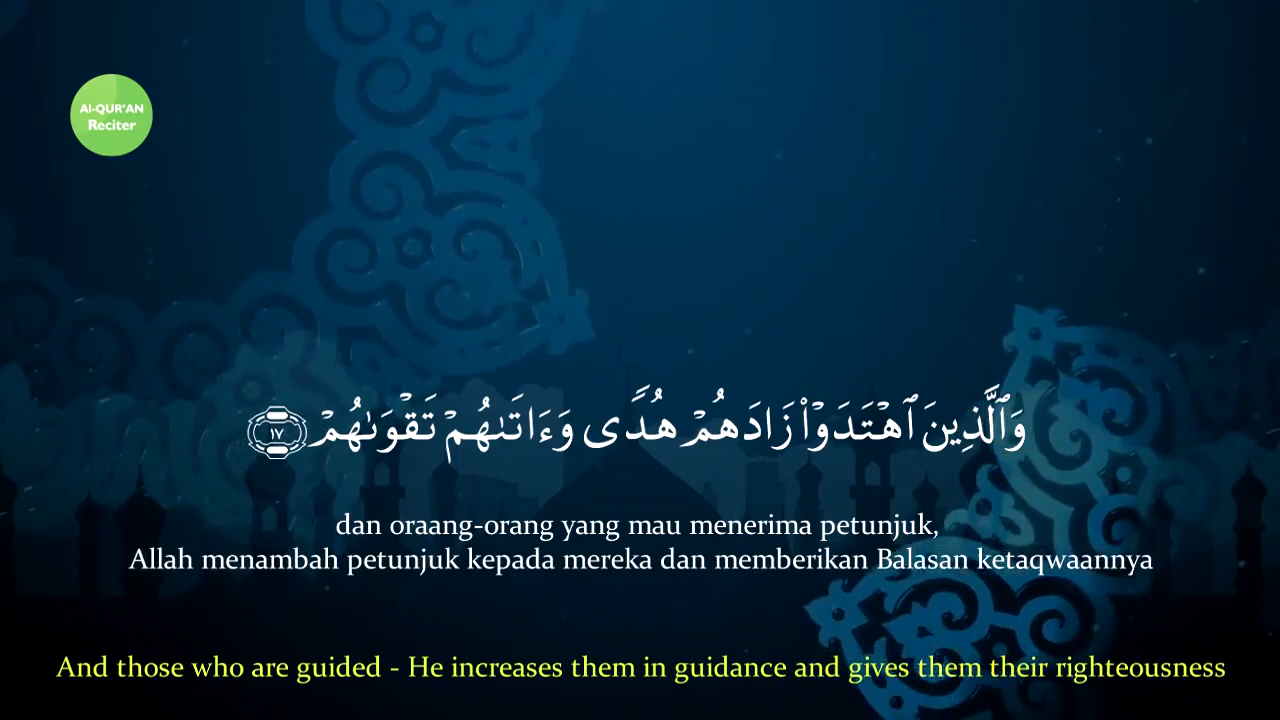 Al-QUR'AN
Reciter
وَٱلَّذِينَ ٱهْتَدَوْا۟ زَادَهُمْ هُدًى وَءَاتَىٰهُمْ تَقْوَىٰهُمْ ١٧
dan oraang-orang yang mau menerima petunjuk,
Allah menambah petunjuk kepada mereka dan memberikan Balasan ketaqwaannya
And those who are guided - He increases them in guidance and gives them their righteousness